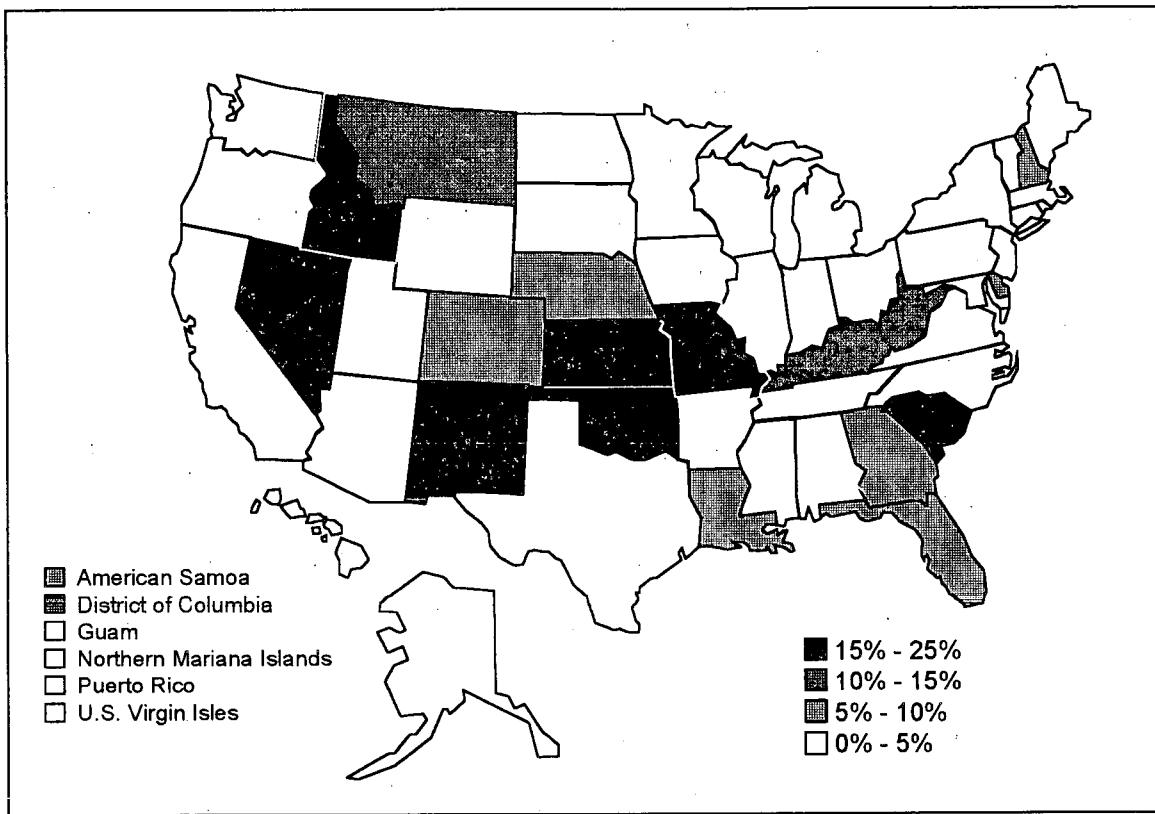 American Samoa
District of Columbia
Guam
Northern Mariana Islands
Puerto Rico
U.S. Virgin Isles
15% - 25%
10% - 15%
5% - 10%
0% - 5%